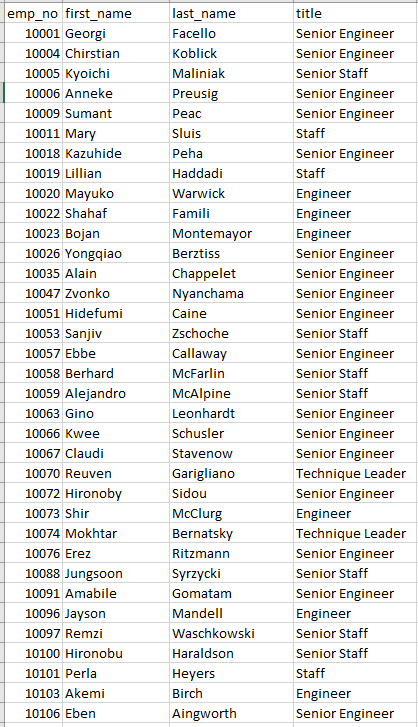 emp_no first_name last_name title
10001 Georgi Facello Senior Engineer
10004 Chirstian Koblick Senior Engineer
10005 Kyoichi Maliniak Senior Staff
10006 Anneke Preusig Senior Engineer
10009 Sumant Peac Senior Engineer
10011 Mary Sluis Staff
10018 Kazuhide Peha Senior Engineer
10019 Lillian Haddadi Staff
10020 Mayuko Warwick Engineer
10022 Shahaf Famili Engineer
10023 Bojan Montemayor Engineer
10026 Yongqiao Berztiss Senior Engineer
10035 Alain Chappelet Senior Engineer
10047 Zvonko Nyanchama Senior Engineer
10051 Hidefumi Caine Senior Engineer
10053 Sanjiv Zschoche Senior Staff
10057 Ebbe Callaway Senior Engineer
10058 Berhard McFarlin Senior Staff
10059 Alejandro McAlpine Senior Staff
10063 Gino Leonhardt Senior Engineer
10066 Kwee Schusler Senior Engineer
10067 Claudi Stavenow Senior Engineer
10070 Reuven Garigliano Technique Leader
10072 Hironoby Sidou Senior Engineer
10073 Shir McClurg Engineer
10074 Mokhtar Bernatsky Technique Leader
10076 Erez Ritzmann Senior Engineer
10088 Jungsoon Syrzycki Senior Staff
10091 Amabile Gomatam Senior Engineer
10096 Jayson Mandell Engineer
10097 Remzi Waschkowski Senior Staff
10100 Hironobu Haraldson Senior Staff
10101 Perla Heyers Staff
10103 Akemi Birch Engineer
10106 Eben Aingworth Senior Engineer